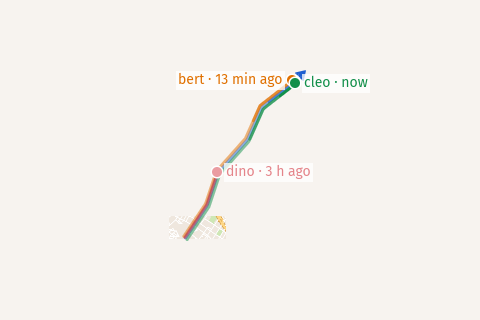 bert · 13 min ago
cleo · now
dino · 3 h ago